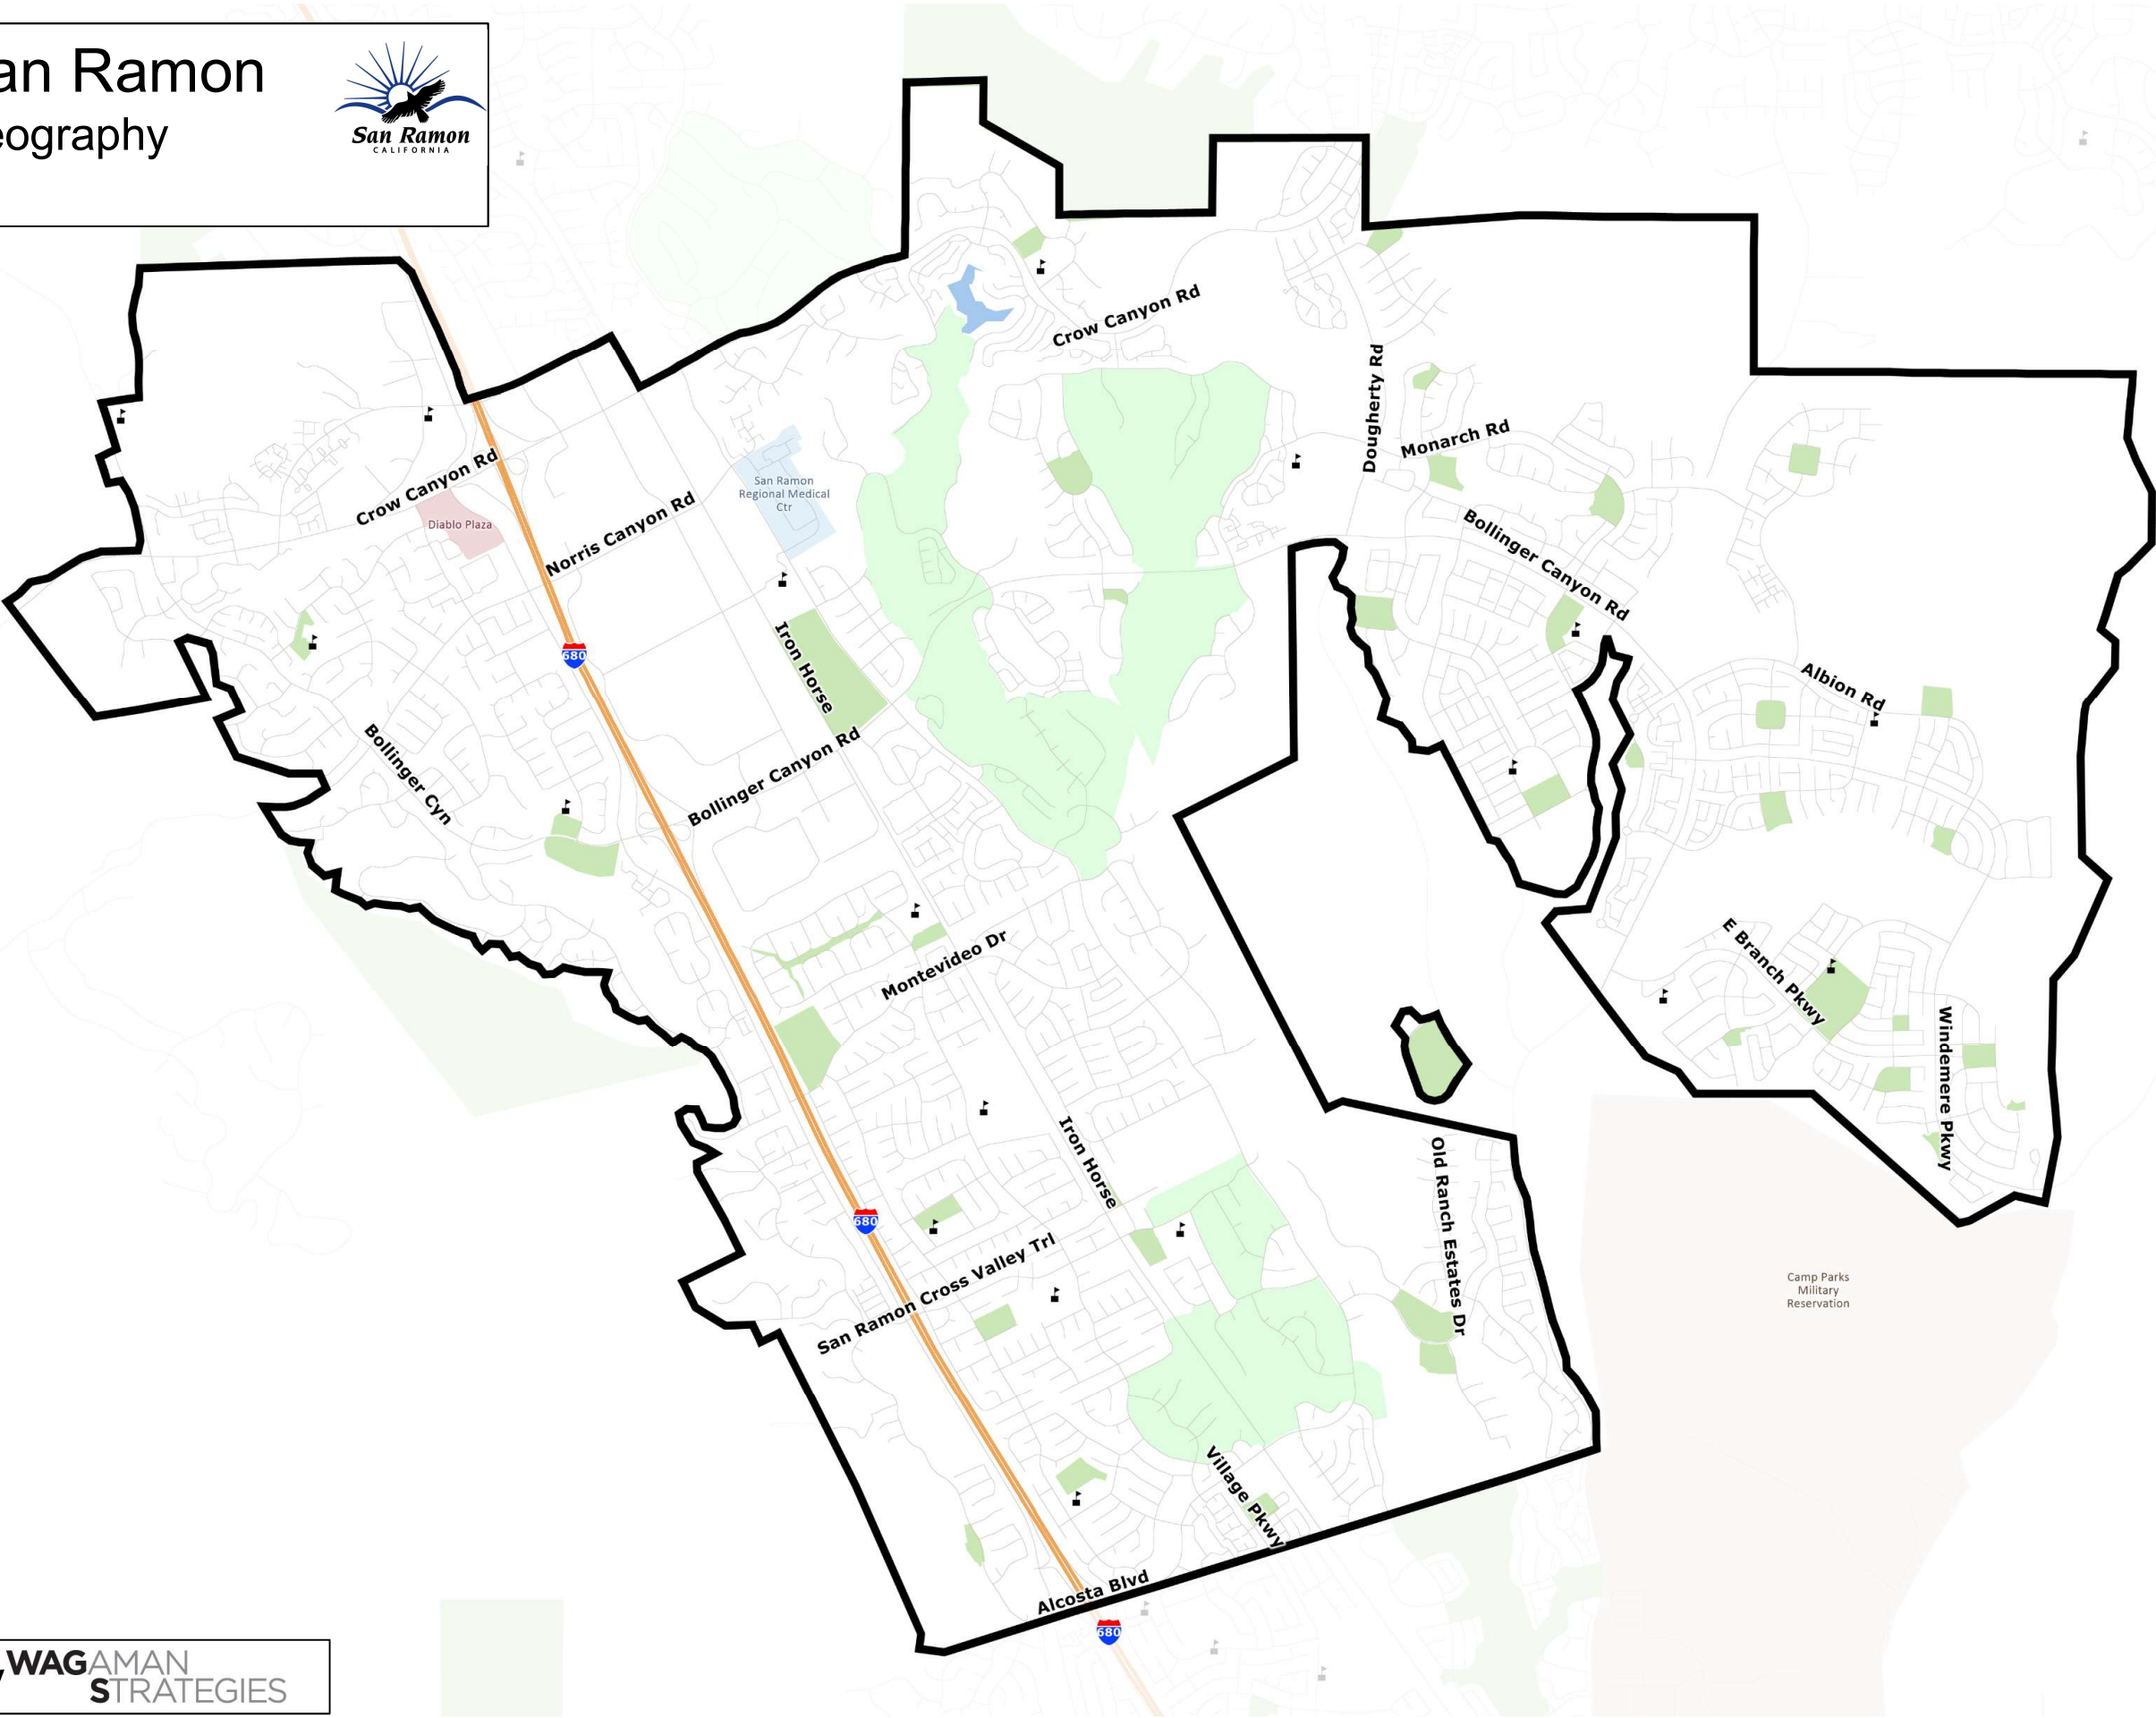 an Ramon
eography
San Ramon
CALIFORNIA
Crow Canyon Rd
Dougherty Rd
Monarch Rd
Crow Canyon Rd
Diablo Plaza
San Ramon
Regional Medical
Ctr
Norris Canyon Rd
Bollinger Canyon Rd
680
Iron Horse
Albion Rd
Bollinger Cyn
Bollinger Canyon Rd
Montevideo Dr
E Branch Pkwy
Windemere Pkwy
Iron Horse
Old Ranch Estates Dr
680
San Ramon Cross Valley Trl
Camp Parks
Military
Reservation
Village Pkwy
Alcosta Blvd
680
WAGAMAN
STRATEGIES